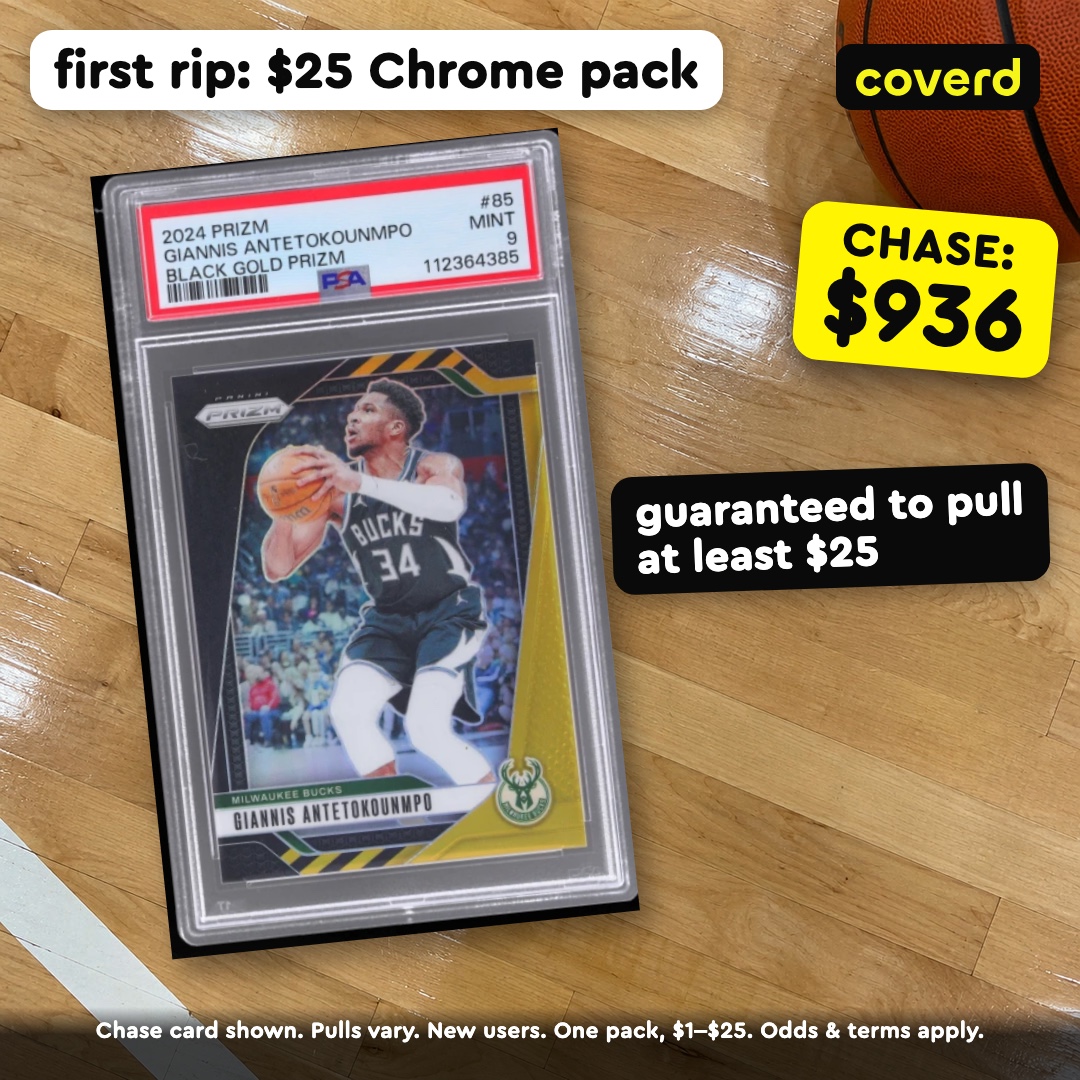 first rip: $25 Chrome pack
coverd
2024 PRIZM
GIANNIS ANTETOKOUNMPO
BLACK GOLD PRIZM
#85
MINT
9
112364385
PSA
CHASE:
$936
PANINI
PRIZM
BUCKS
34
guaranteed to pull
at least $25
MILWAUKEE BUCKS
GIANNIS ANTETOKOUNMPO
Chase card shown. Pulls vary. New users. One pack, $1–$25. Odds & terms apply.